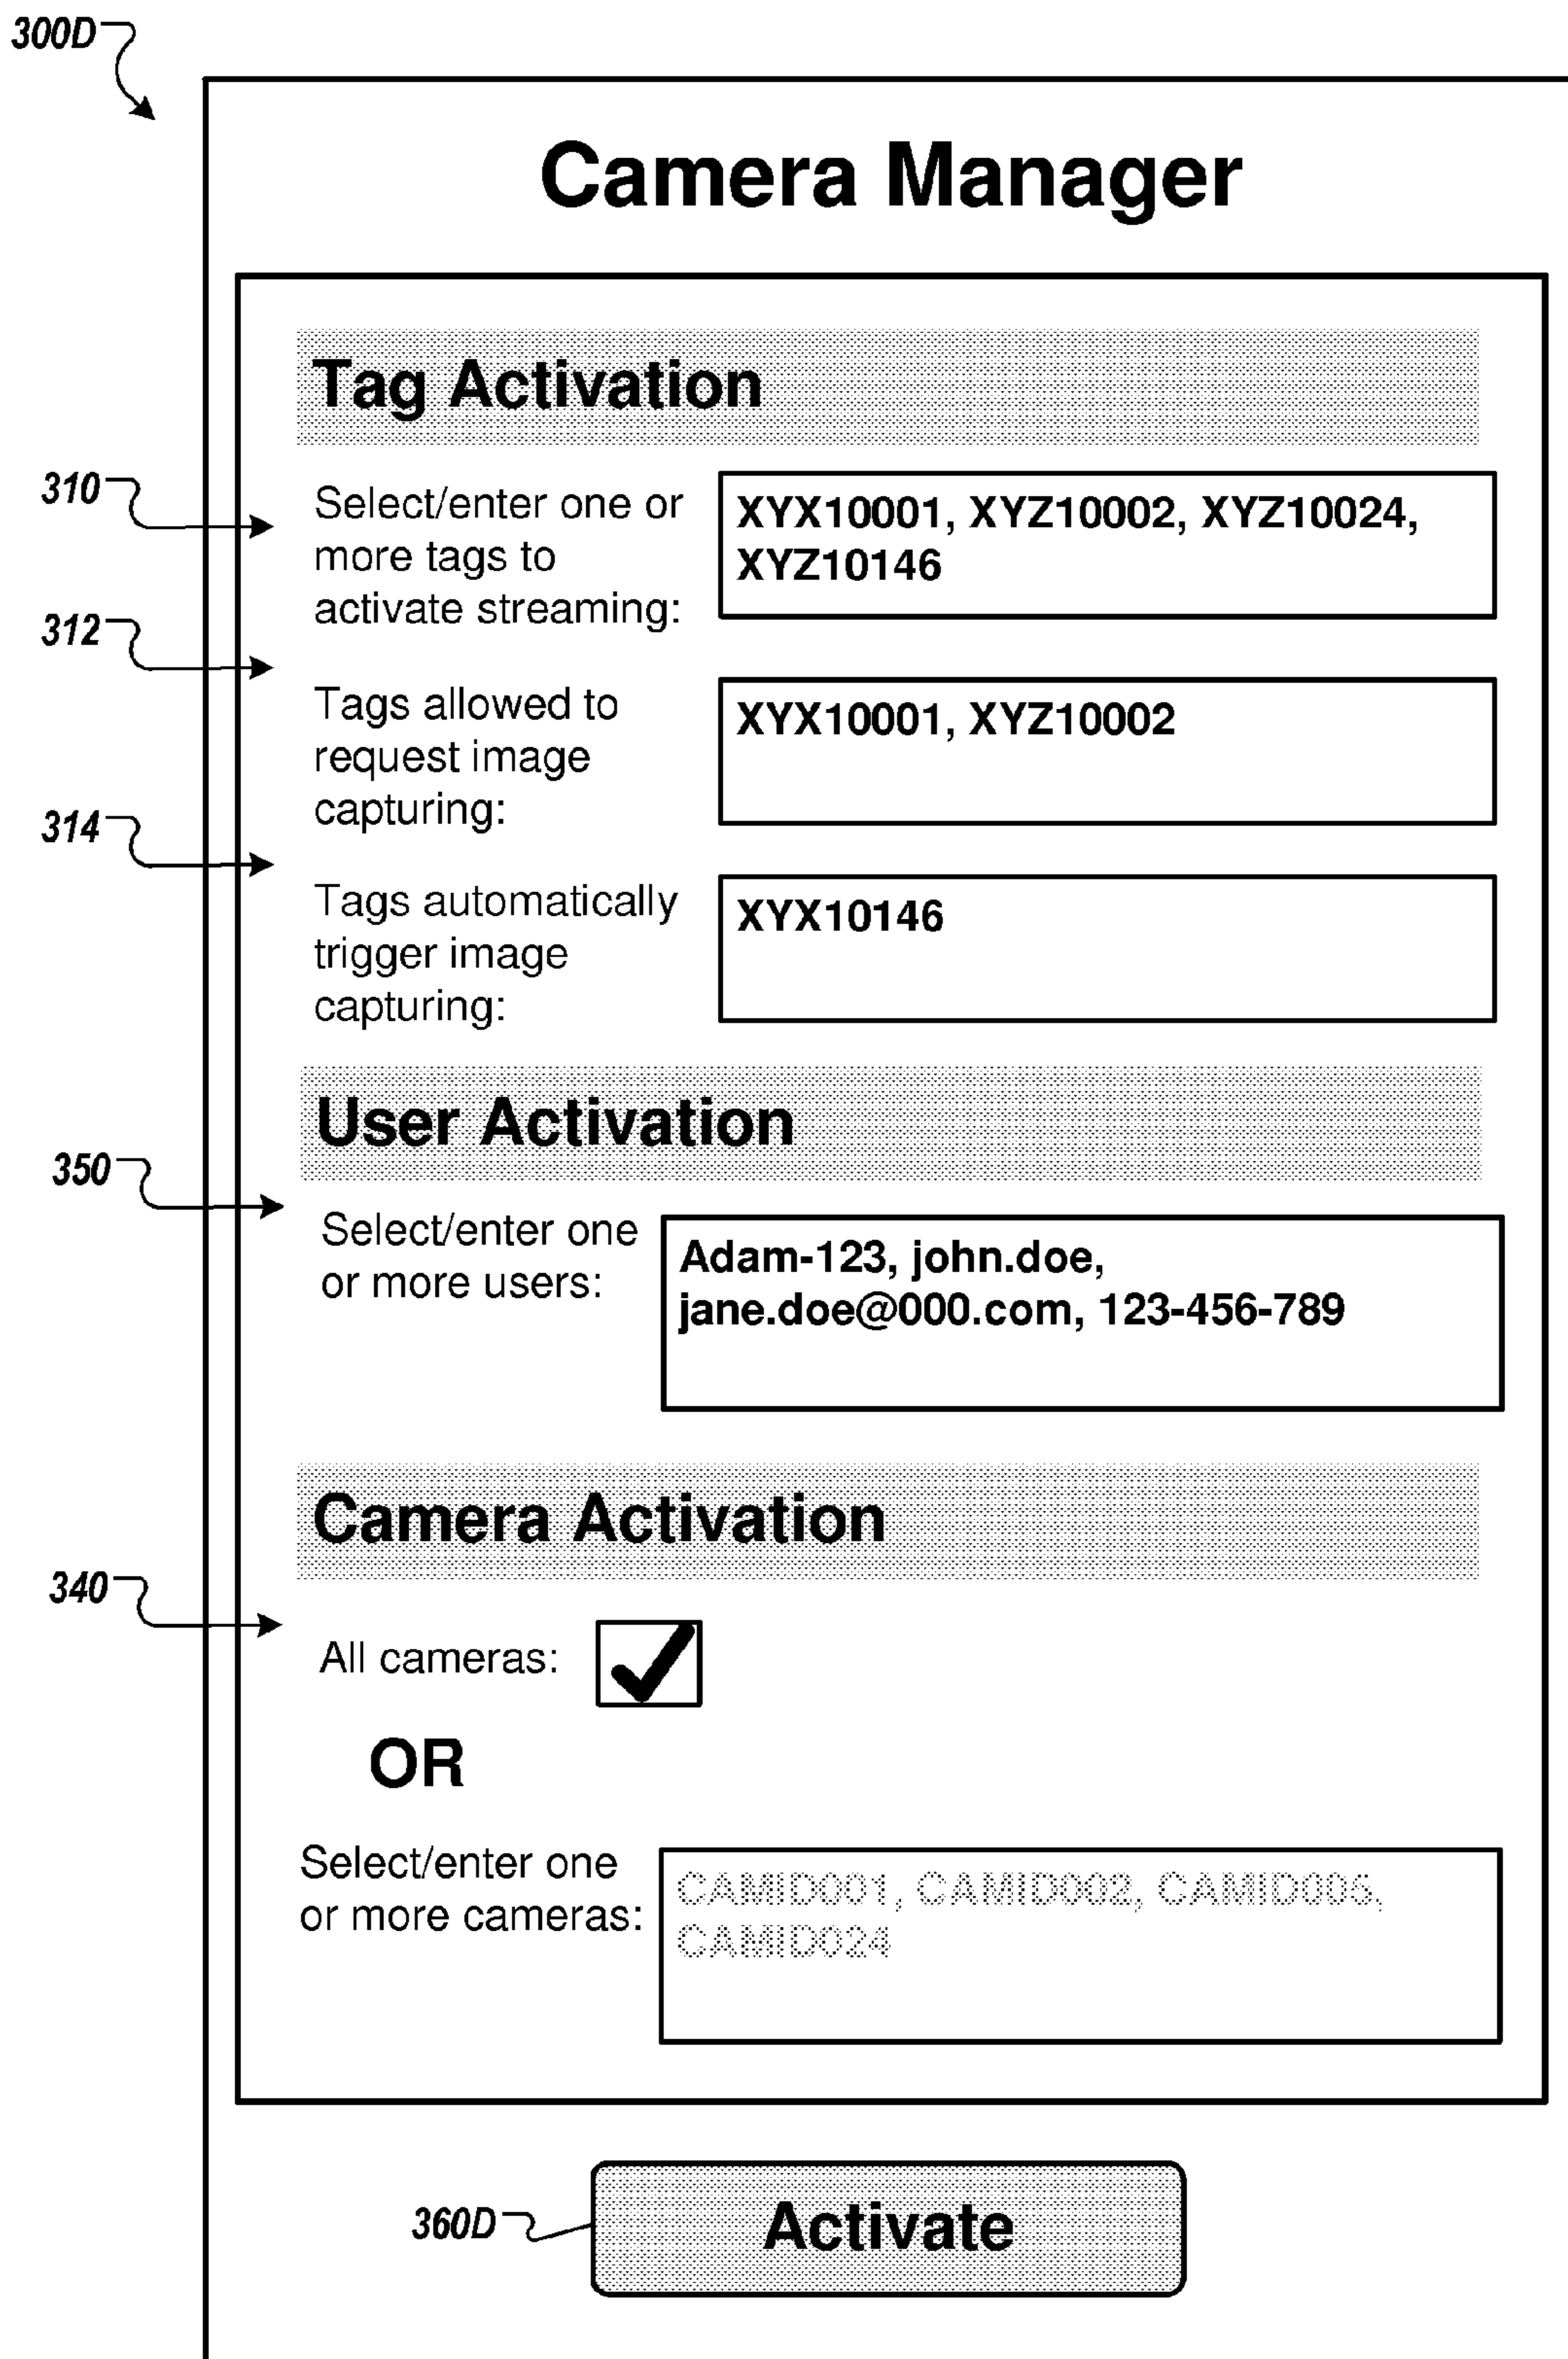 300D
Camera Manager
Tag Activation
310
Select/enter one or
more tags to
activate streaming:
XYX10001, XYZ10002, XYZ10024,
XYZ10146
312
Tags allowed to
request image
capturing:
XYX10001, XYZ10002
314
Tags automatically
trigger image
capturing:
XYX10146
User Activation
350
Select/enter one
or more users:
Adam-123, john.doe,
jane.doe@000.com, 123-456-789
Camera Activation
340
All cameras:
OR
Select/enter one
or more cameras:
CAMID001, CAMID002, CAMID005,
CAMID024
360D
Activate